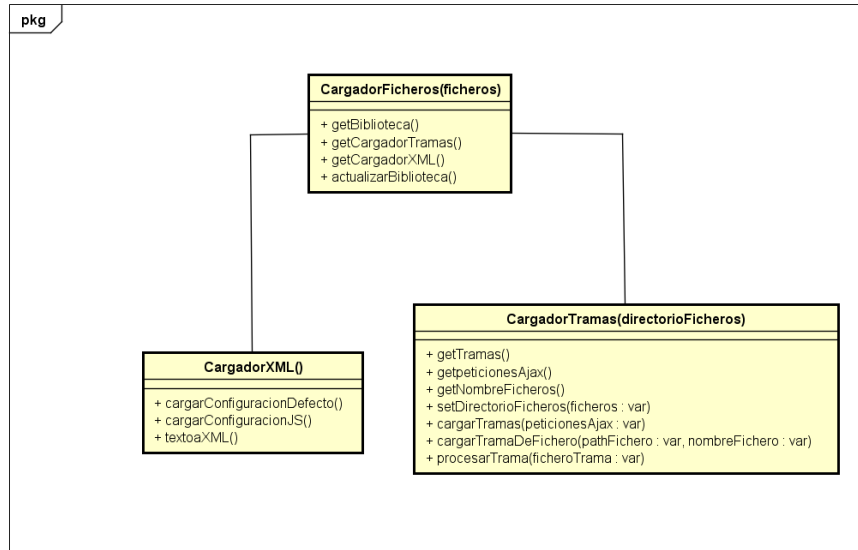 pkg
CargadorFicheros(ficheros)
+ getBiblioteca()
+ getCargadorTramas()
+ getCargadorXML()
+ actualizarBiblioteca()
CargadorXML()
+ cargarConfiguracionDefecto()
+ cargarConfiguracionJS()
+ textoaXML()
CargadorTramas(directorioFicheros)
+ getTramas()
+ getpeticionesAjax()
+ getNombreFicheros()
+ setDirectorioFicheros(ficheros : var)
+ cargarTramas(peticionesAjax : var)
+ cargarTramaDeFichero(pathFichero : var, nombreFichero : var)
+ procesarTrama(ficheroTrama : var)